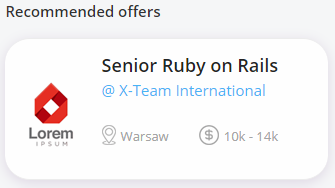 Recommended offers
Senior Ruby on Rails
@ X-Team International
Lorem
IPSUM
Warsaw
10k - 14k